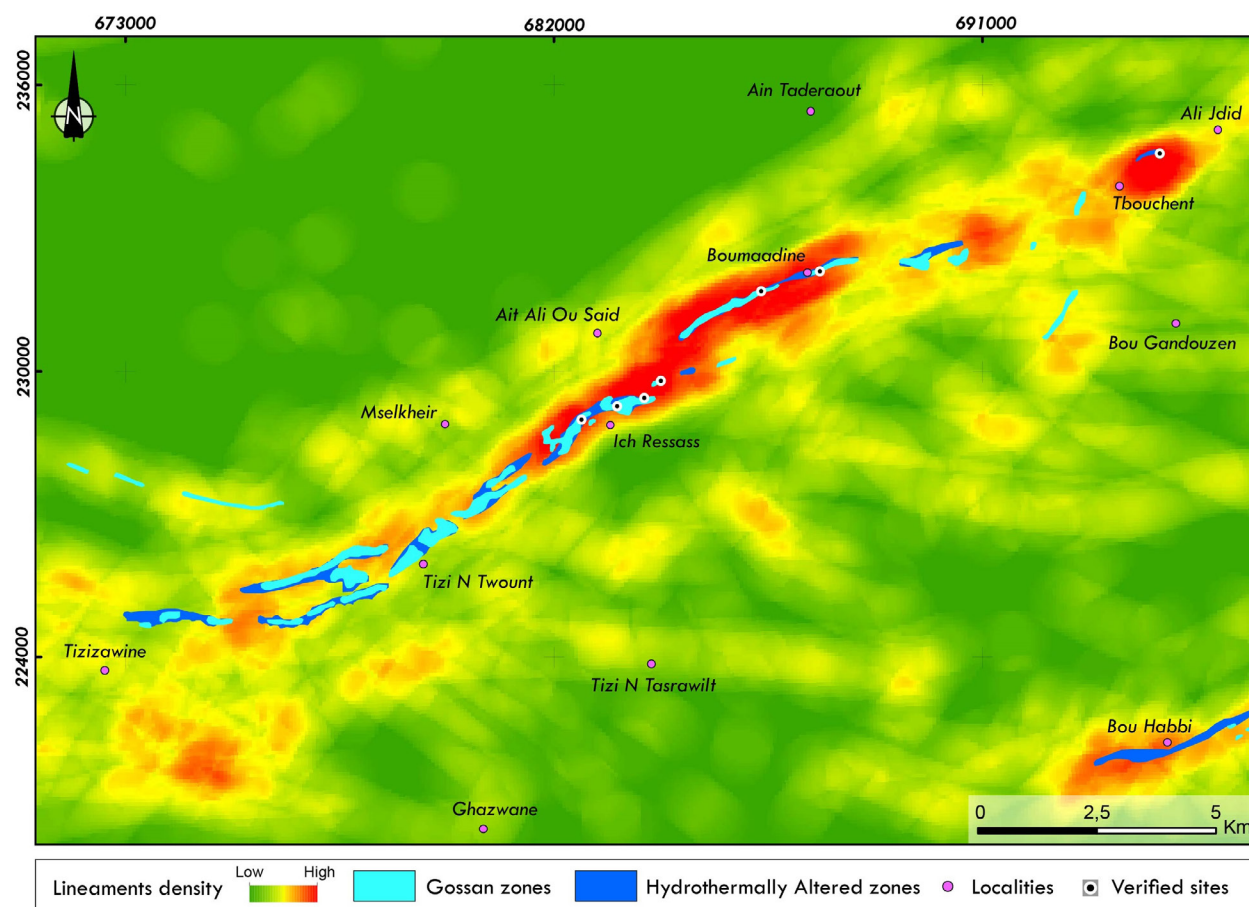 673000
682000
691000
236000
N
Ain Taderaout
Ali Jdid
Tbouchent
Boumaadine
Ait Ali Ou Said
Bou Gandouzen
230000
Mselkheir
Ich Ressass
Tizi N Twount
224000
Tizizawine
Tizi N Tasrawilt
Bou Habbi
Ghazwane
0 2,5 5
Km
Lineaments density
Low High
Gossan zones
Hydrothermally Altered zones
Localities
Verified sites